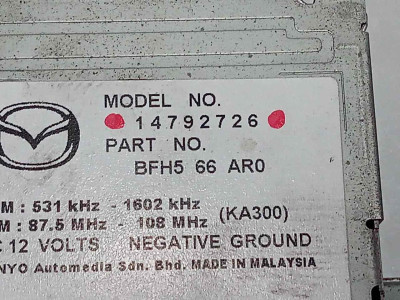 MODEL NO.
14792726
PART NO.
BFH5 66 AR0
M : 531 kHz - 1602 kHz
M : 87.5 MHz - 108 MHz (KA300)
C 12 VOLTS NEGATIVE GROUND
NYO Automedia Sdn. Bhd. MADE IN MALAYSIA